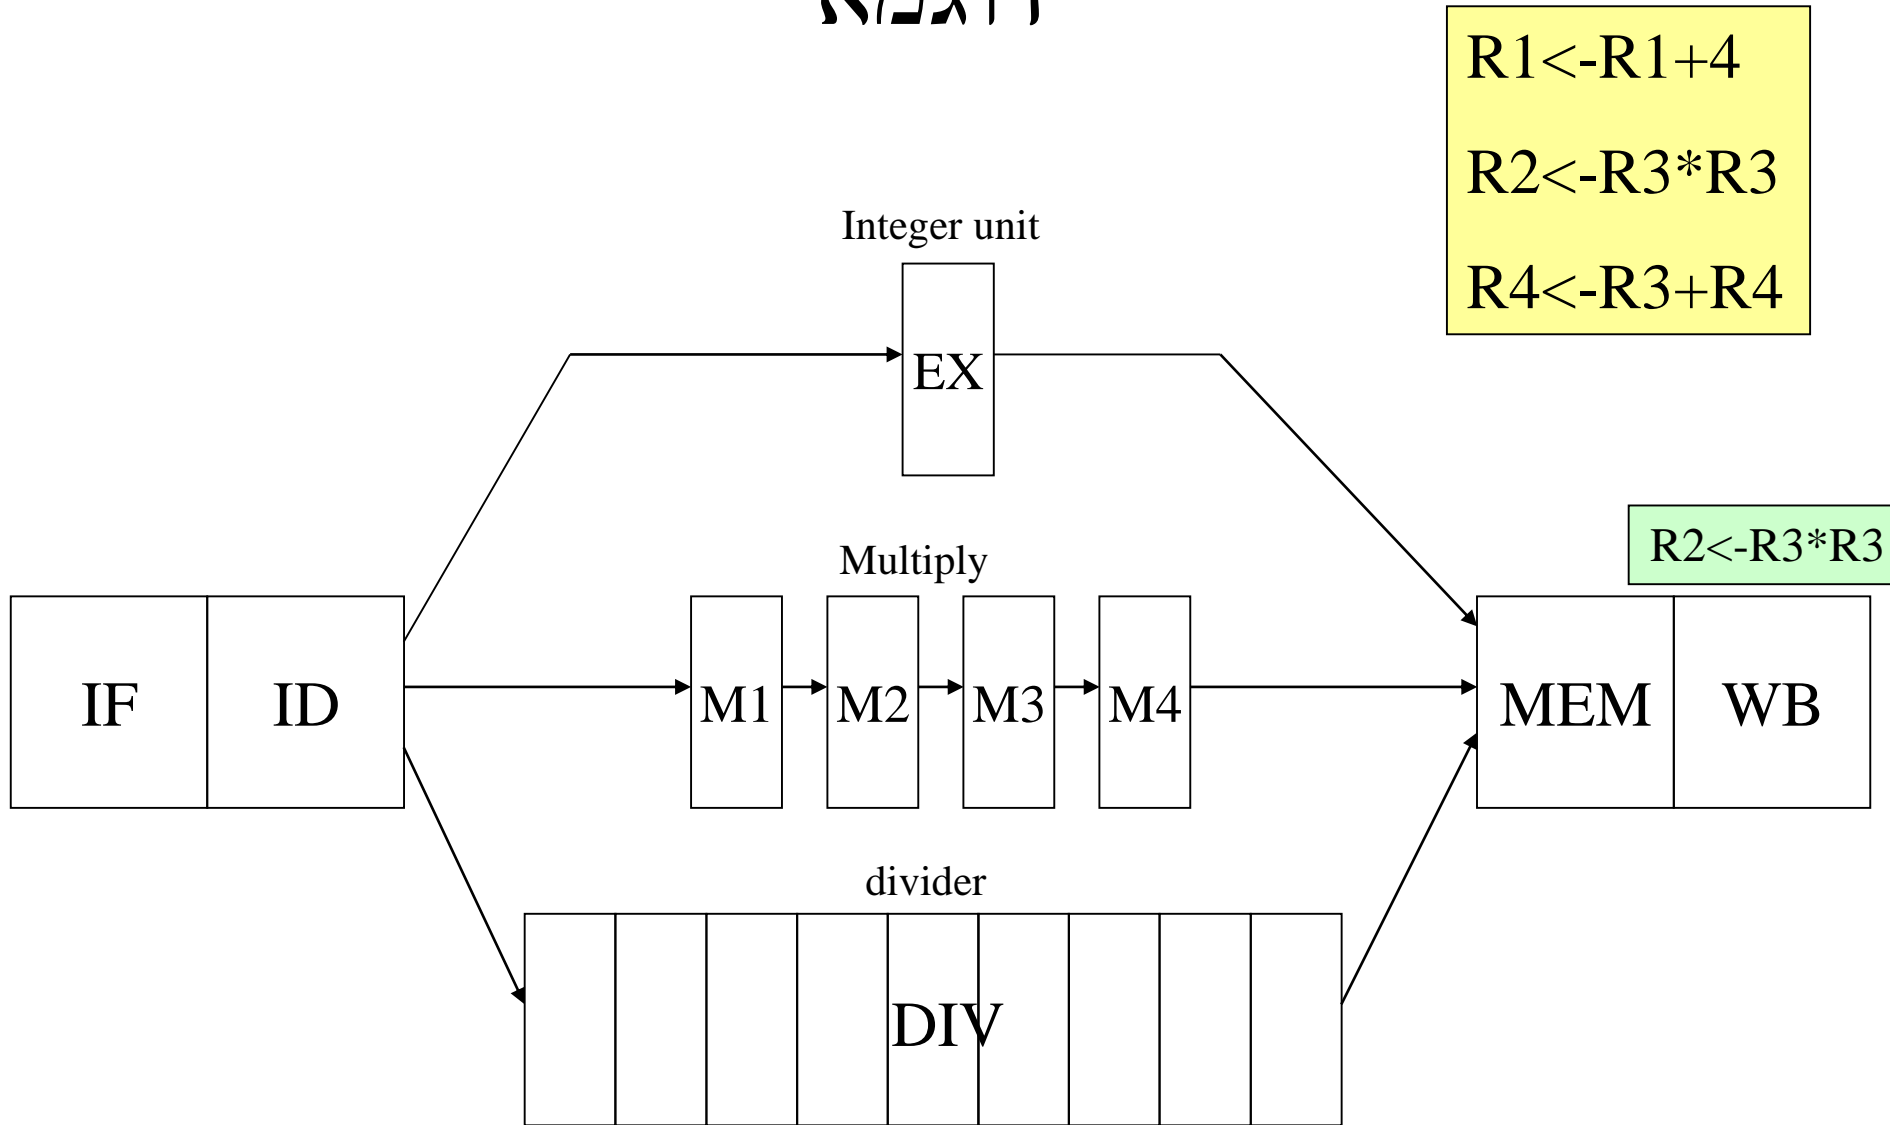 R1<-R1+4
R2<-R3*R3
R4<-R3+R4
Integer unit
EX
Multiply
R2<-R3*R3
IF ID M1 M2 M3 M4 MEM WB
divider
DIV